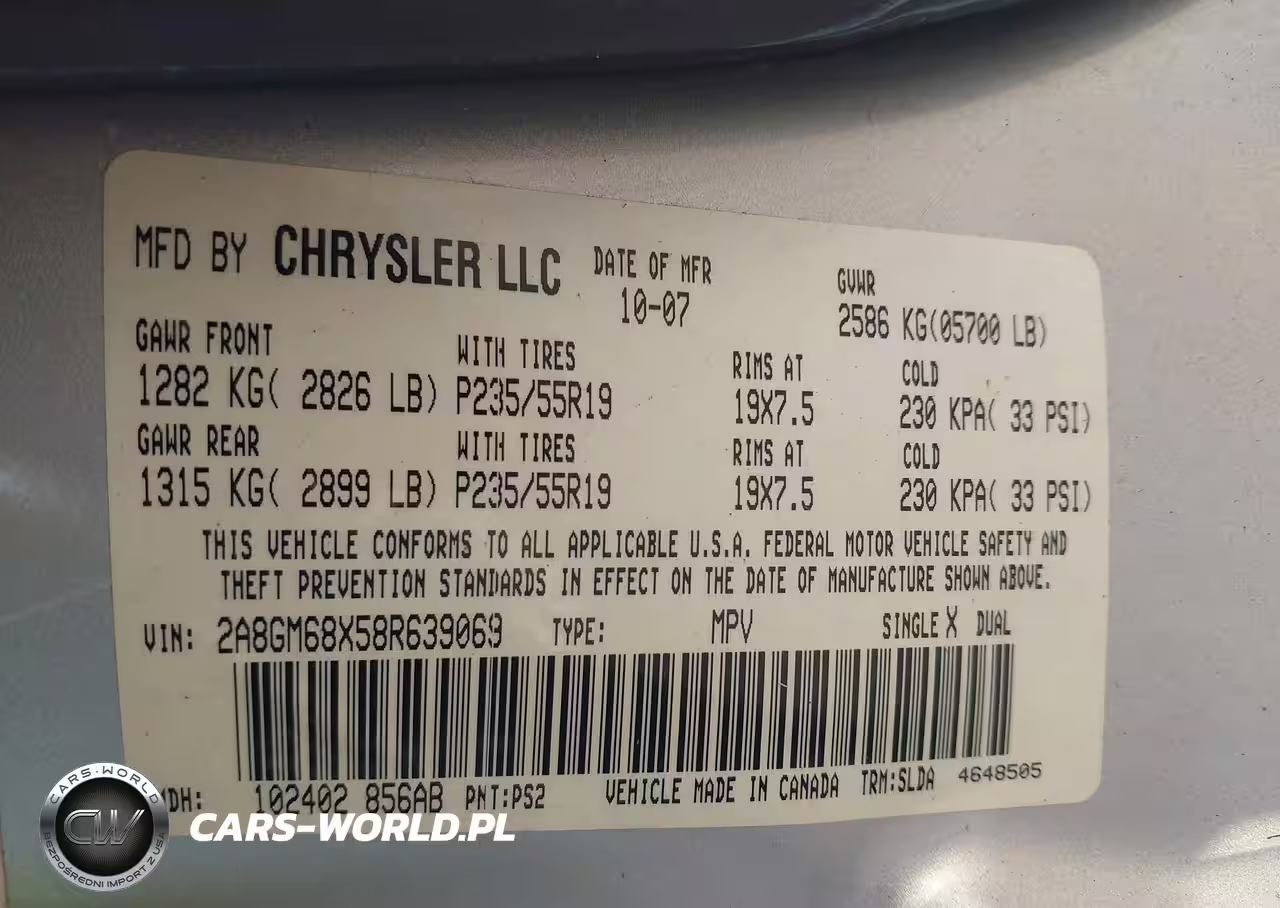 MFD BY CHRYSLER LLC DATE OF MFR GVWR
10-07 2586 KG(05700 LB)
GAWR FRONT WITH TIRES RIMS AT COLD
1282 KG( 2826 LB) P235/55R19 19X7.5 230 KPA( 33 PSI)
GAWR REAR WITH TIRES RIMS AT COLD
1315 KG( 2899 LB) P235/55R19 19X7.5 230 KPA( 33 PSI)
THIS VEHICLE CONFORMS TO ALL APPLICABLE U.S.A. FEDERAL MOTOR VEHICLE SAFETY AND
THEFT PREVENTION STANDARDS IN EFFECT ON THE DATE OF MANUFACTURE SHOWN ABOVE.
VIN: 2A8GM68X58R639069 TYPE: MPV SINGLE X DUAL
DH: 102402 856AB PNT:PS2 VEHICLE MADE IN CANADA TRM:SLDA 4648505
CARS-WORLD
CW
BEZPOŚREDNI IMPORT Z USA
CARS-WORLD.PL